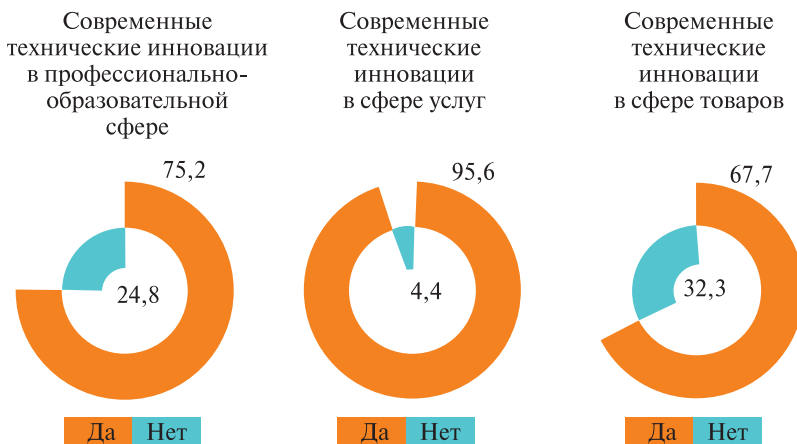 Современные
технические инновации
в профессионально-
образовательной
сфере
75,2
24,8
Да Нет
Современные
технические
инновации
в сфере услуг
95,6
4,4
Да Нет
Современные
технические
инновации
в сфере товаров
67,7
32,3
Да Нет